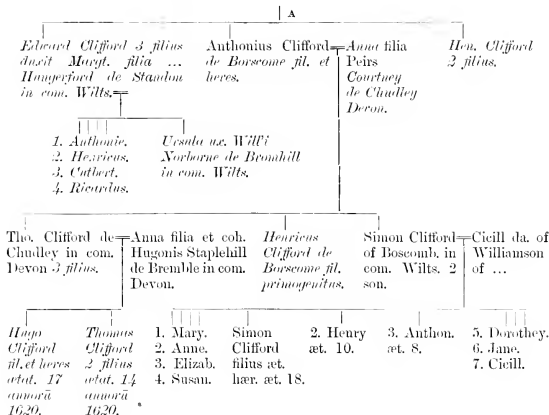 A
Edward Clifford 3 filius
duxit Margt. filia ...
Hungerford de Standon
in com. Wilts.
Anthonius Clifford
de Borscome fil. et
heres.
Anna filia
Peirs
Courtney
de Chudley
Devon.
Hen. Clifford
2 filius.
1. Anthonie.
2. Henricus.
3. Cutbert.
4. Ricardus.
Ursula ux. Will'i
Norborne de Bromhill
in com. Wilts.
Tho. Clifford de
Chudley in com.
Devon 3 filius.
Anna filia et coh.
Hugonis Staplehill
de Bremble in com.
Devon.
Henricus
Clifford de
Borscome fil.
primogenitus.
Simon Clifford
of Boscomb. in
com. Wilts. 2
son.
Cicill da. of
Williamson
of ...
Hugo
Clifford
fil. et heres
ætat. 17
annorā
1620.
Thomas
Clifford
2 filius
ætat. 14
annorā
1620.
1. Mary.
2. Anne.
3. Elizab.
4. Susan.
Simon
Clifford
filius æt.
hær. æt. 18.
2. Henry
æt. 10.
3. Anthon.
æt. 8.
5. Dorothey.
6. Jane.
7. Cicill.